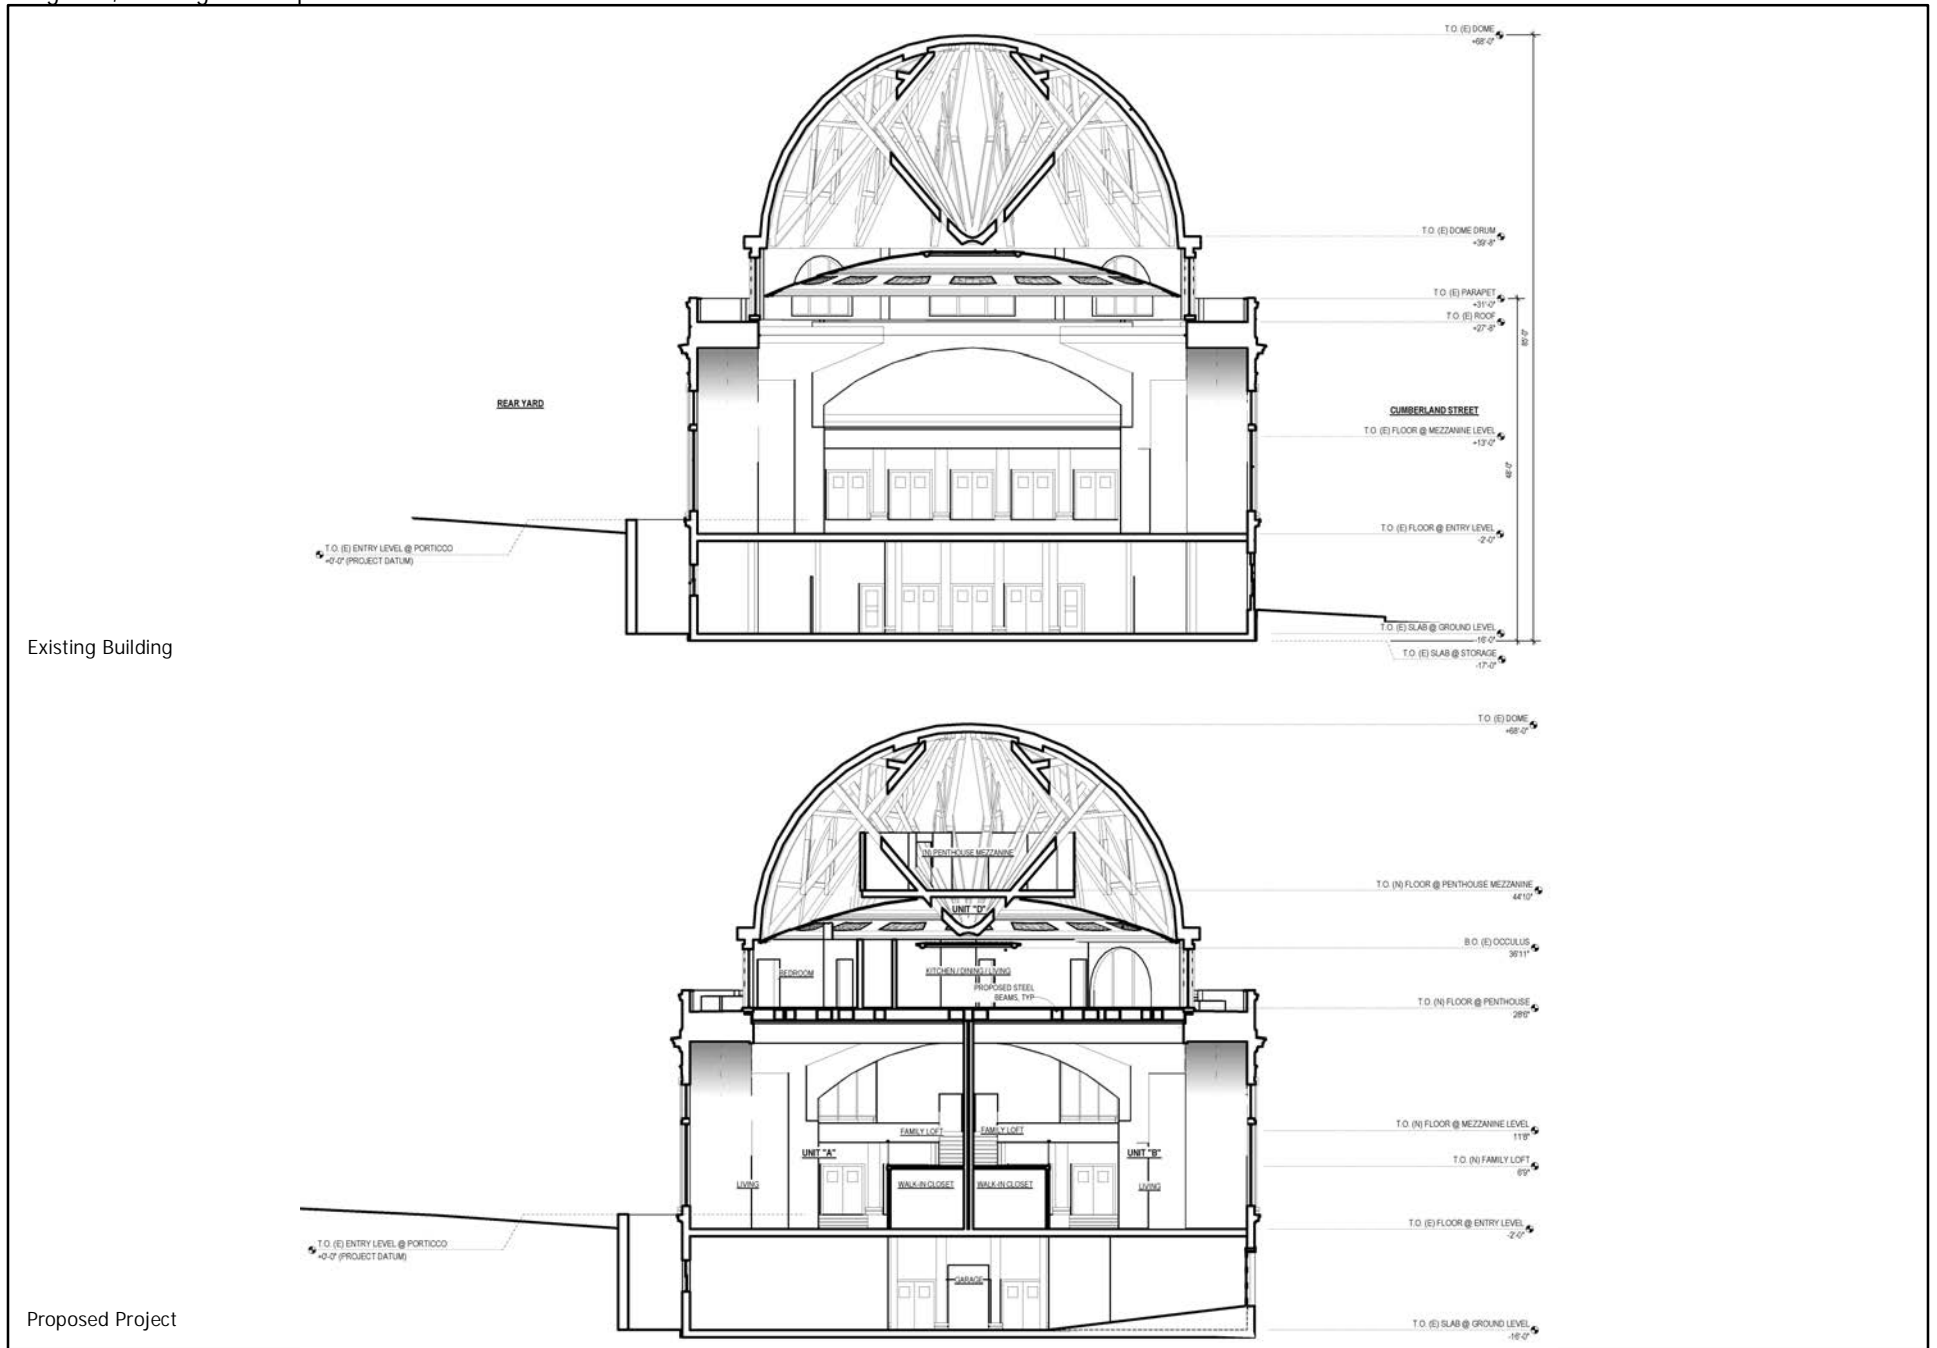 T.O. (E) DOME
+68'-0"
T.O. (E) DOME DRUM
+39'-8"
T.O. (E) PARAPET
+31'-0"
T.O. (E) ROOF
+27'-8"
85'-0"
REAR YARD
CUMBERLAND STREET
T.O. (E) FLOOR @ MEZZANINE LEVEL
+13'-0"
48'-0"
T.O. (E) FLOOR @ ENTRY LEVEL
-2'-0"
T.O. (E) ENTRY LEVEL @ PORTICCO
+0'-0" (PROJECT DATUM)
T.O. (E) SLAB @ GROUND LEVEL
-16'-0"
Existing Building
T.O. (E) SLAB @ STORAGE
-17'-0"
T.O. (E) DOME
+68'-0"
(N) PENTHOUSE MEZZANINE
T.O. (N) FLOOR @ PENTHOUSE MEZZANINE
44'10"
UNIT "D"
B.O. (E) OCCULUS
36'11"
BEDROOM
KITCHEN / DINING / LIVING
PROPOSED STEEL
BEAMS, TYP
T.O. (N) FLOOR @ PENTHOUSE
28'6"
T.O. (N) FLOOR @ MEZZANINE LEVEL
11'8"
FAMILY LOFT
FAMILY LOFT
UNIT "A"
UNIT "B"
T.O. (N) FAMILY LOFT
6'9"
LIVING
WALK-IN CLOSET
WALK-IN CLOSET
LIVING
T.O. (E) FLOOR @ ENTRY LEVEL
-2'-0"
T.O. (E) ENTRY LEVEL @ PORTICCO
+0'-0" (PROJECT DATUM)
GARAGE
Proposed Project
T.O. (E) SLAB @ GROUND LEVEL
-16'-0"